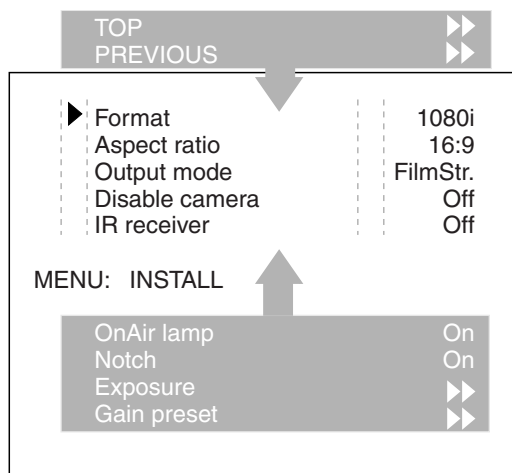 TOP
PREVIOUS
Format 1080i
Aspect ratio 16:9
Output mode FilmStr.
Disable camera Off
IR receiver Off
MENU: INSTALL
OnAir lamp On
Notch On
Exposure
Gain preset